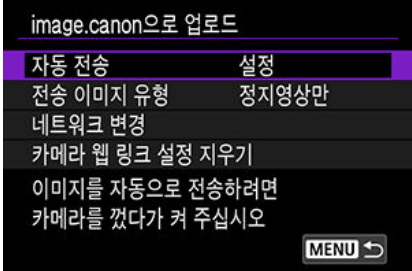 image.canon으로 업로드
자동 전송 설정
전송 이미지 유형 정지영상만
네트워크 변경
카메라 웹 링크 설정 지우기
이미지를 자동으로 전송하려면
카메라를 껐다가 켜 주십시오
MENU